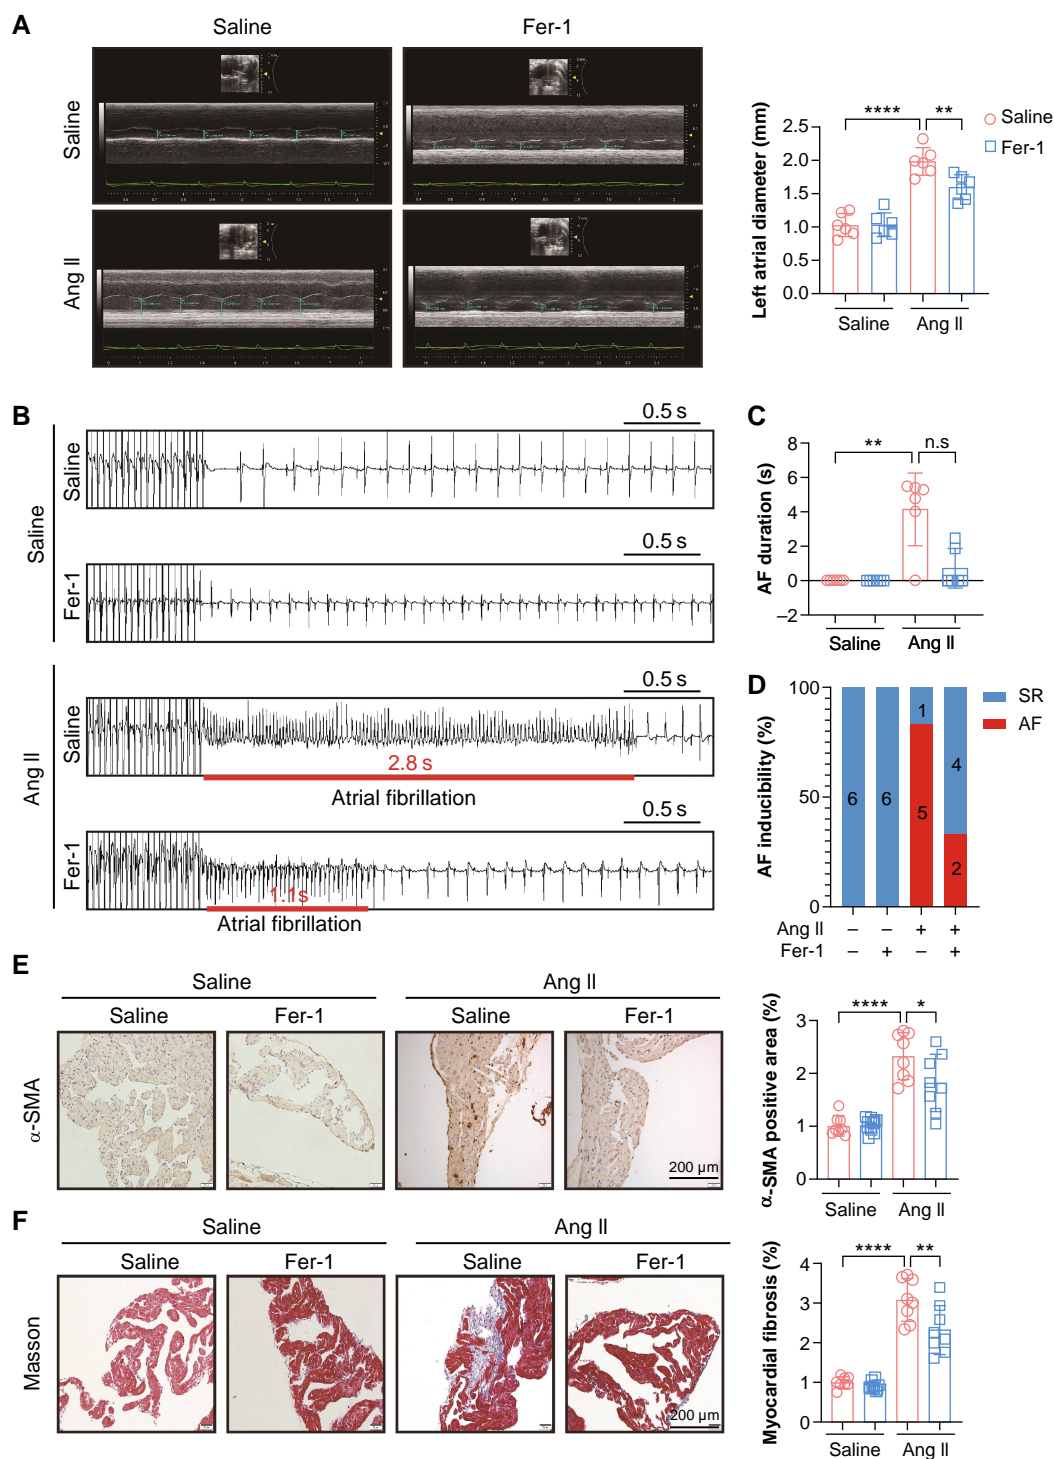 A
Saline
Fer-1
Saline
Ang II
Left atrial diameter (mm)
2.5
2.0
1.5
1.0
0.5
0.0
****
**
Saline
Fer-1
Saline
Ang II
B
Saline
Saline
0.5 s
Fer-1
0.5 s
Ang II
Saline
0.5 s
2.8 s
Atrial fibrillation
Fer-1
0.5 s
1.1s
Atrial fibrillation
C
AF duration (s)
8
6
4
2
0
–2
**
n.s
Saline
Ang II
D
AF inducibility (%)
100
50
0
6
6
1
5
4
2
SR
AF
Ang II – – + +
Fer-1 – + – +
E
Saline
Ang II
Saline
Fer-1
Saline
Fer-1
α-SMA
200 µm
α-SMA positive area (%)
3
2
1
0
****
*
Saline
Ang II
F
Saline
Ang II
Saline
Fer-1
Saline
Fer-1
Masson
200 µm
Myocardial fibrosis (%)
4
3
2
1
0
****
**
Saline
Ang II